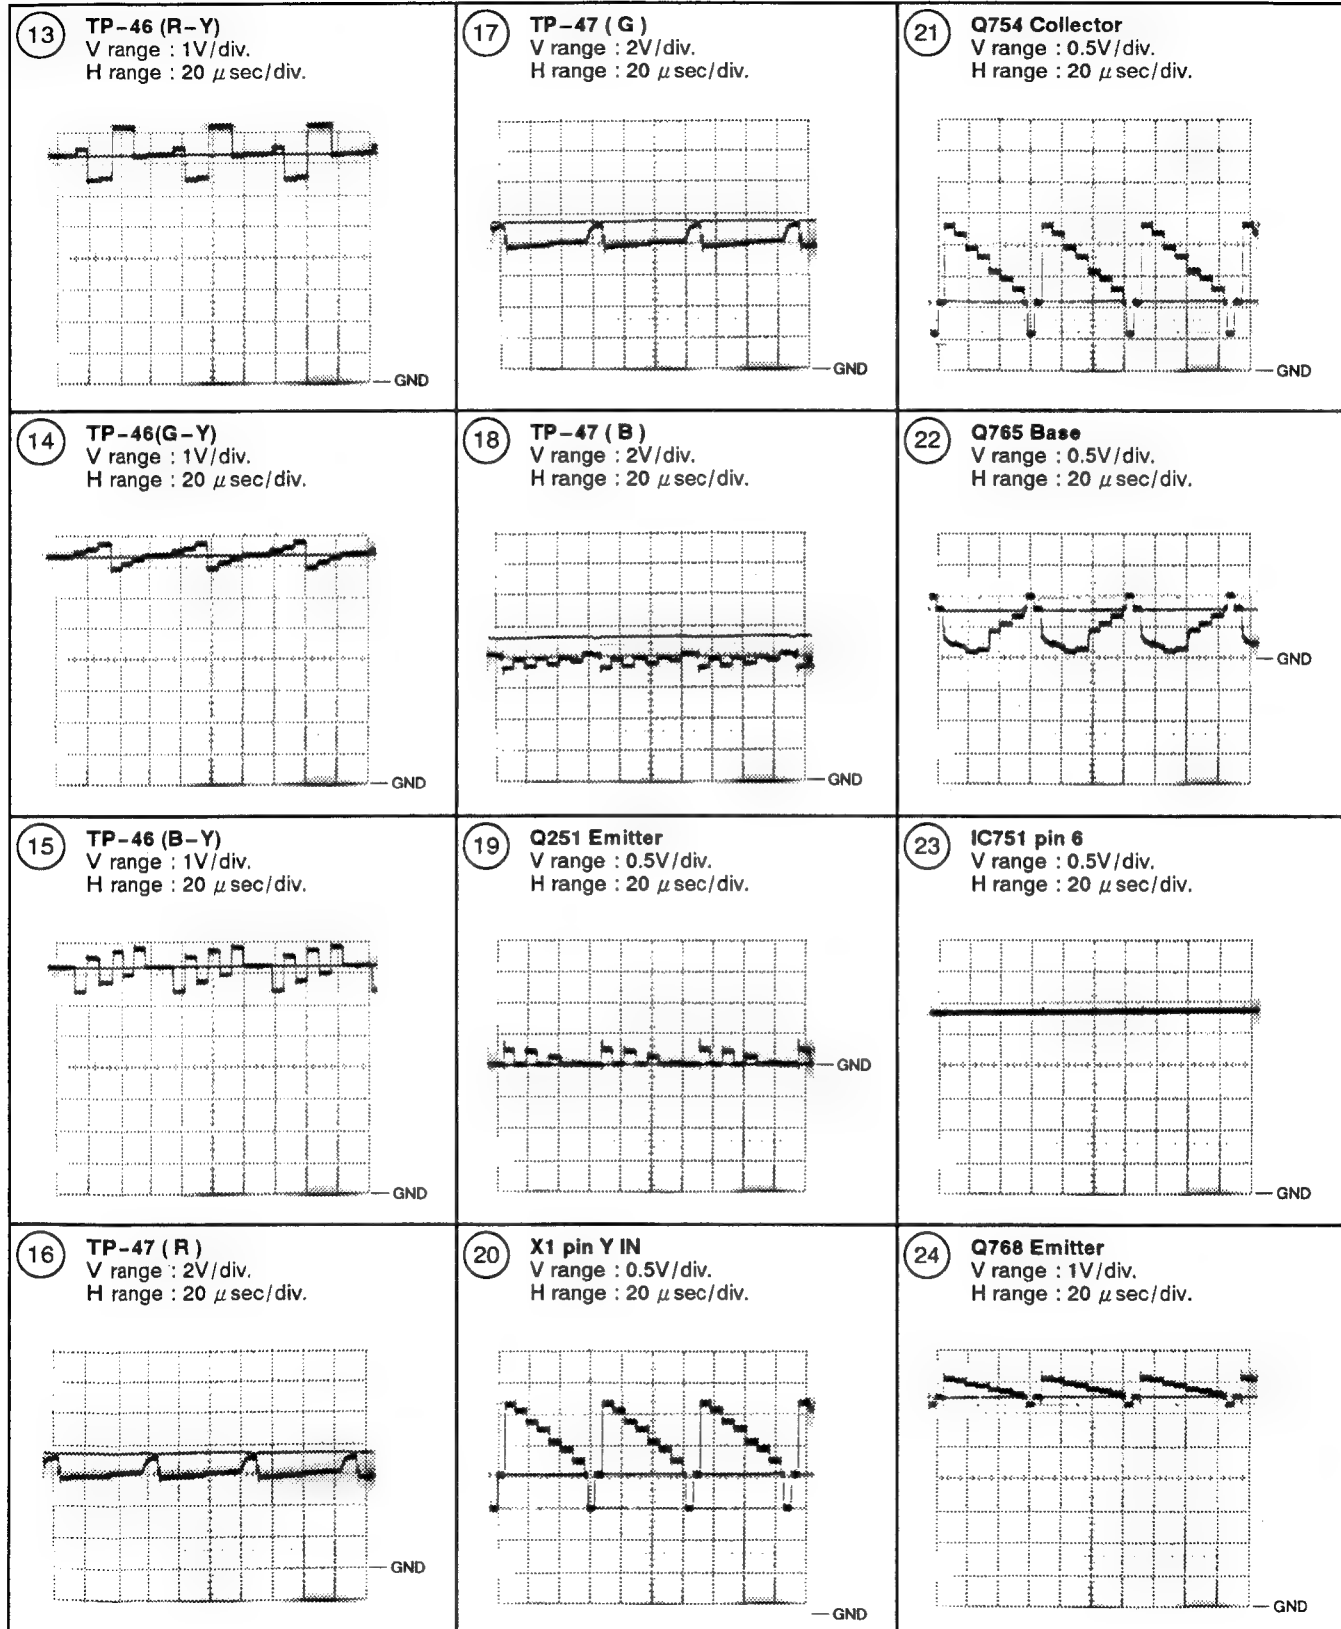 13 TP-46 (R-Y)
V range : 1V/div.
H range : 20 μsec/div.
GND
17 TP-47 ( G )
V range : 2V/div.
H range : 20 μsec/div.
GND
21 Q754 Collector
V range : 0.5V/div.
H range : 20 μsec/div.
GND
14 TP-46(G-Y)
V range : 1V/div.
H range : 20 μsec/div.
GND
18 TP-47 ( B )
V range : 2V/div.
H range : 20 μsec/div.
GND
22 Q765 Base
V range : 0.5V/div.
H range : 20 μsec/div.
GND
15 TP-46 (B-Y)
V range : 1V/div.
H range : 20 μsec/div.
GND
19 Q251 Emitter
V range : 0.5V/div.
H range : 20 μsec/div.
GND
23 IC751 pin 6
V range : 0.5V/div.
H range : 20 μsec/div.
GND
16 TP-47 ( R )
V range : 2V/div.
H range : 20 μsec/div.
GND
20 X1 pin Y IN
V range : 0.5V/div.
H range : 20 μsec/div.
GND
24 Q768 Emitter
V range : 1V/div.
H range : 20 μsec/div.
GND